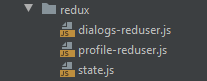 redux
dialogs-reduser.js
profile-reduser.js
state.js